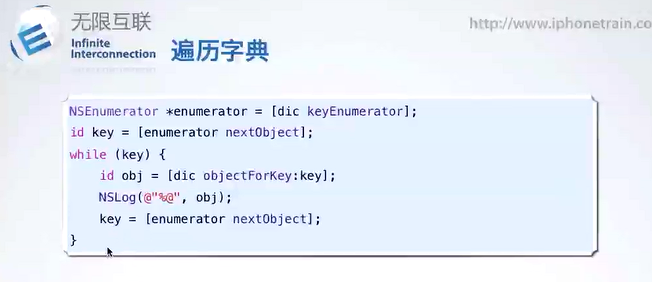 无限互联
Infinite
Interconnection
遍历字典
http://www.iphonetrain.co
NSEnumerator *enumerator = [dic keyEnumerator];
id key = [enumerator nextObject];
while (key) {
    id obj = [dic objectForKey:key];
    NSLog(@"%@", obj);
    key = [enumerator nextObject];
}